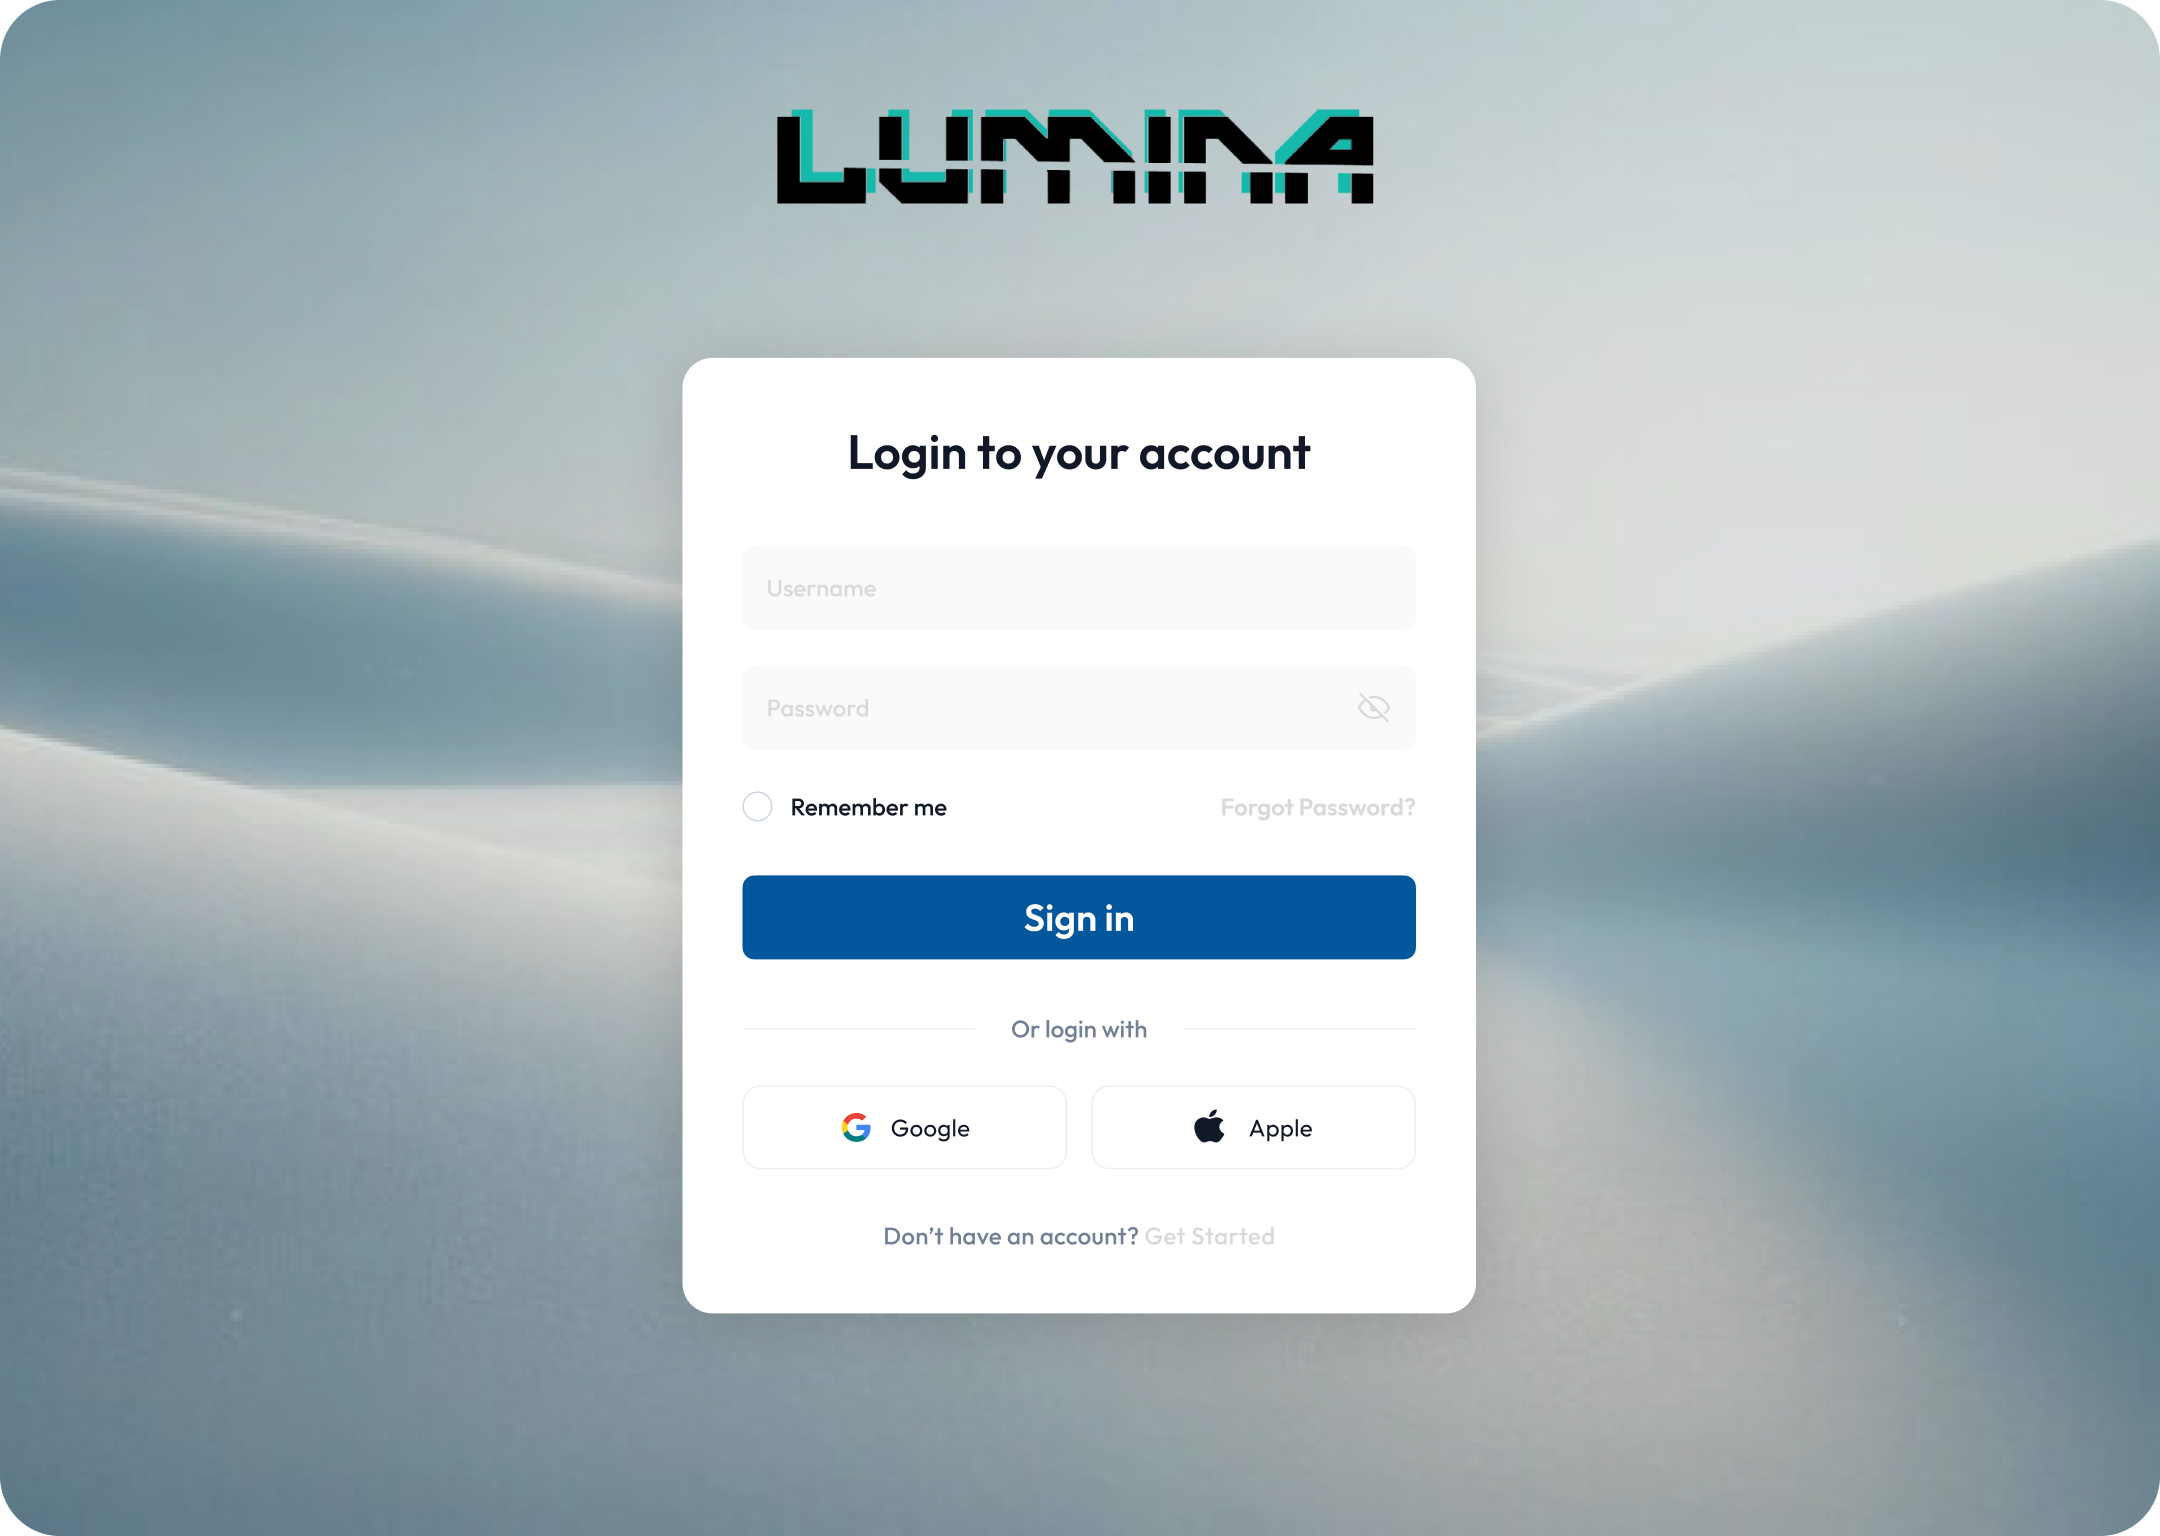 LUMINA
Login to your account
Username
Password
Remember me
Forgot Password?
Sign in
Or login with
Google
Apple
Don’t have an account? Get Started